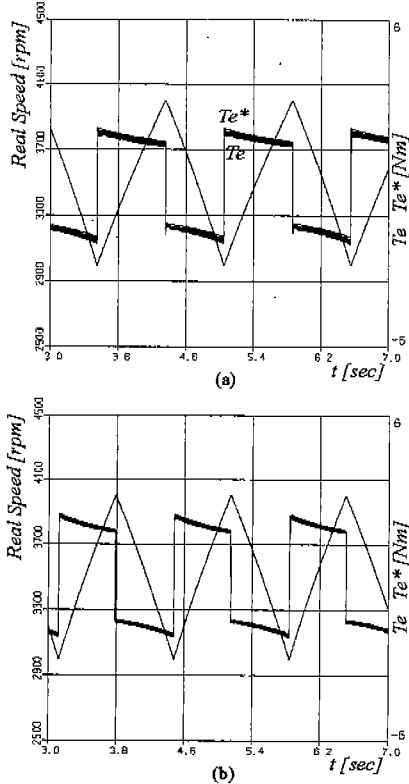 4500
6
4100
Real Speed [rpm]
Te*
Te
3700
3300
Te Te* [Nm]
2900
2500
-6
3.0
3.8
4.6
5.4
6.2
7.0
t [sec]
(a)
4500
6
4100
Real Speed [rpm]
3700
3300
Te Te* [Nm]
2900
2500
-6
3.0
3.8
4.6
5.4
6.2
7.0
t [sec]
(b)